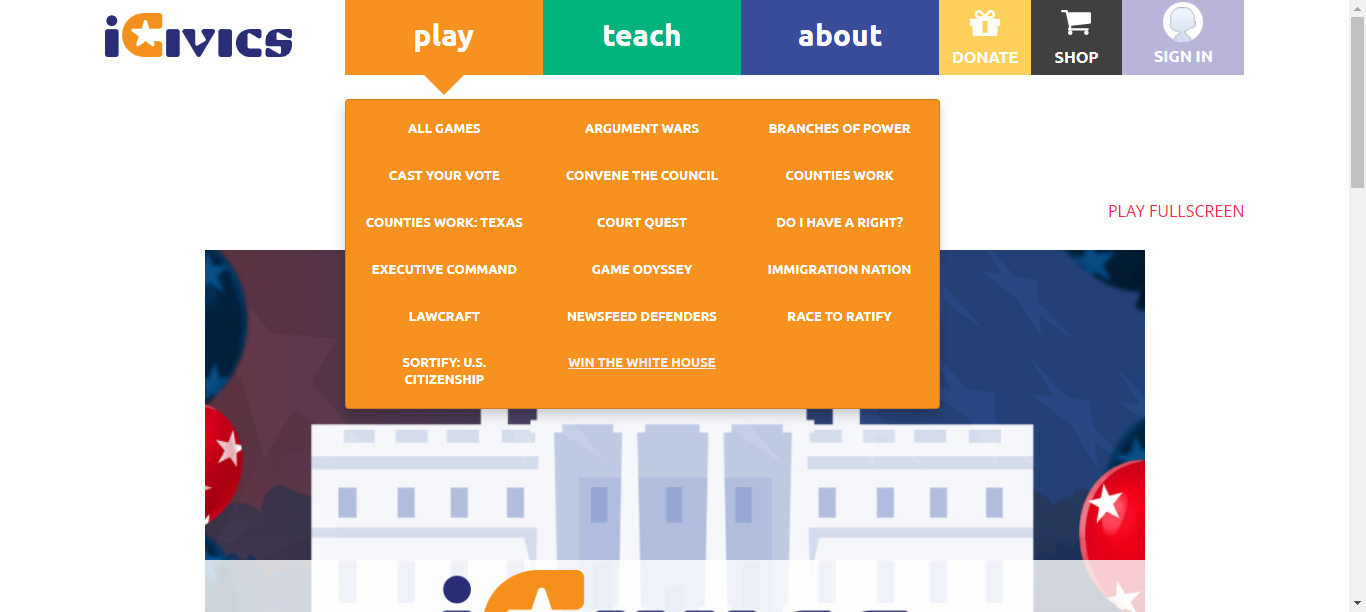 iCIVICS
play
teach
about
DONATE
SHOP
SIGN IN
ALL GAMES
ARGUMENT WARS
BRANCHES OF POWER
CAST YOUR VOTE
CONVENE THE COUNCIL
COUNTIES WORK
PLAY FULLSCREEN
COUNTIES WORK: TEXAS
COURT QUEST
DO I HAVE A RIGHT?
EXECUTIVE COMMAND
GAME ODYSSEY
IMMIGRATION NATION
LAWCRAFT
NEWSFEED DEFENDERS
RACE TO RATIFY
SORTIFY: U.S.
CITIZENSHIP
WIN THE WHITE HOUSE